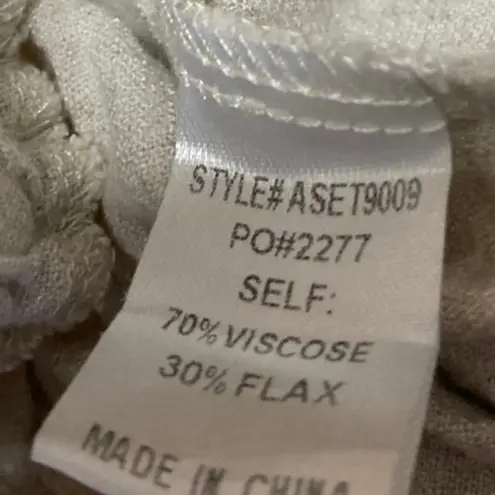 STYLE# ASET9009
PO#2277
SELF:
70% VISCOSE
30% FLAX
MADE IN CHINA